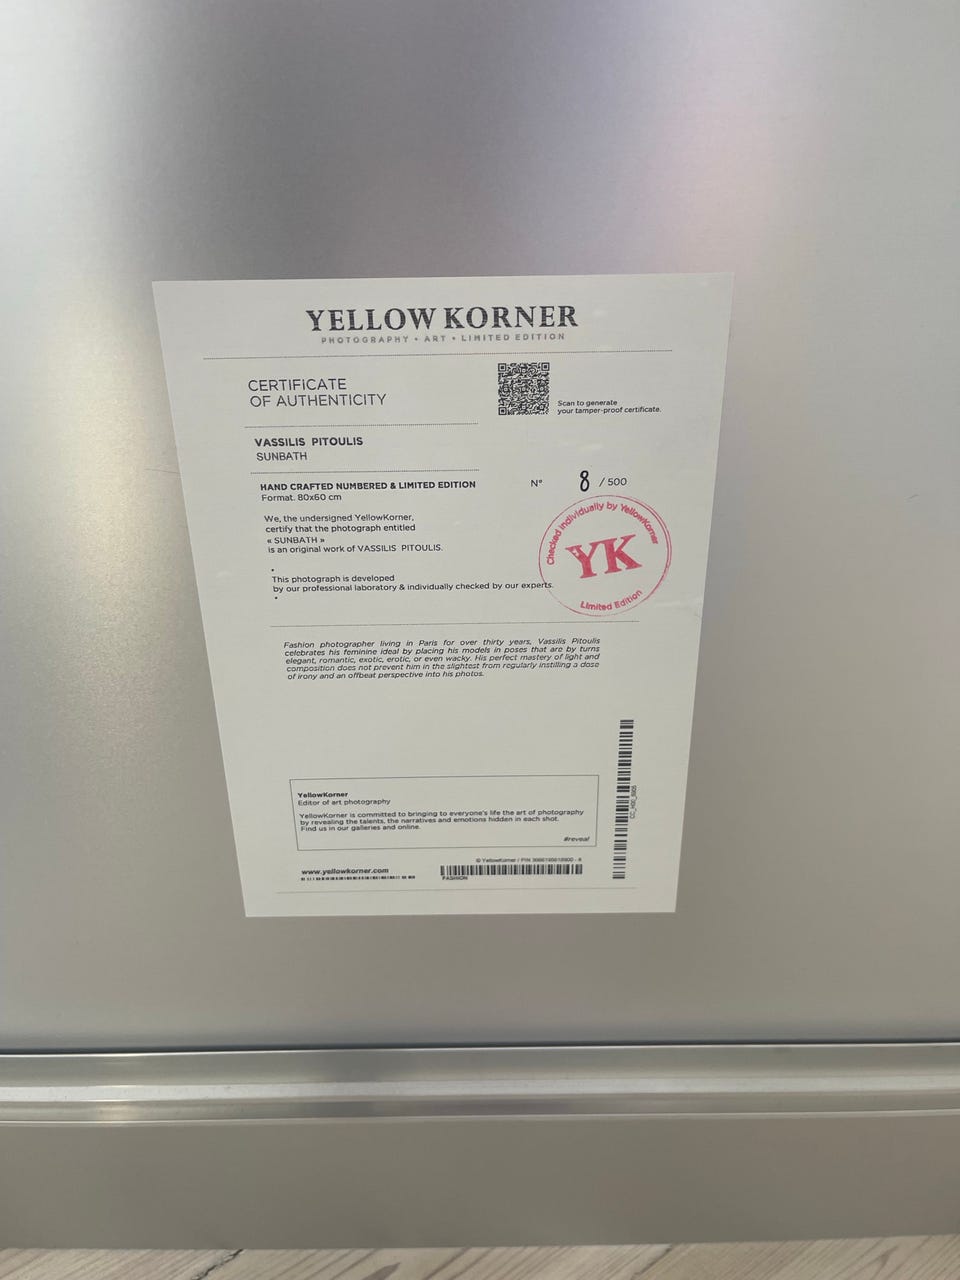 YELLOW KORNER
PHOTOGRAPHY • ART • LIMITED EDITION
CERTIFICATE
OF AUTHENTICITY
Scan to generate
your tamper-proof certificate.
VASSILIS PITOULIS
SUNBATH
HAND CRAFTED NUMBERED & LIMITED EDITION
Format. 80x60 cm
N° 8 / 500
We, the undersigned YellowKorner,
certify that the photograph entitled
« SUNBATH »
is an original work of VASSILIS PITOULIS.
Checked individually by YellowKorner
YK
Limited Edition
•
This photograph is developed
by our professional laboratory & individually checked by our experts.
•
Fashion photographer living in Paris for over thirty years, Vassilis Pitoulis
celebrates his feminine ideal by placing his models in poses that are by turns
elegant, romantic, exotic, erotic, or even wacky. His perfect mastery of light and
composition does not prevent him in the slightest from regularly instilling a dose
of irony and an offbeat perspective into his photos.
YellowKorner
Editor of art photography
YellowKorner is committed to bringing to everyone's life the art of photography
by revealing the talents, the narratives and emotions hidden in each shot.
Find us in our galleries and online.
#reveal
© YellowKorner / PIN
www.yellowkorner.com
FASHION